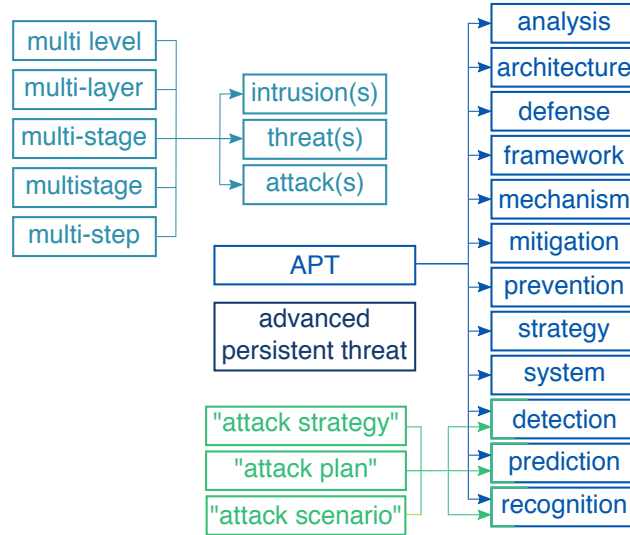 multi level
multi-layer
multi-stage
multistage
multi-step
intrusion(s)
threat(s)
attack(s)
APT
advanced
persistent threat
"attack strategy"
"attack plan"
"attack scenario"
analysis
architecture
defense
framework
mechanism
mitigation
prevention
strategy
system
detection
prediction
recognition